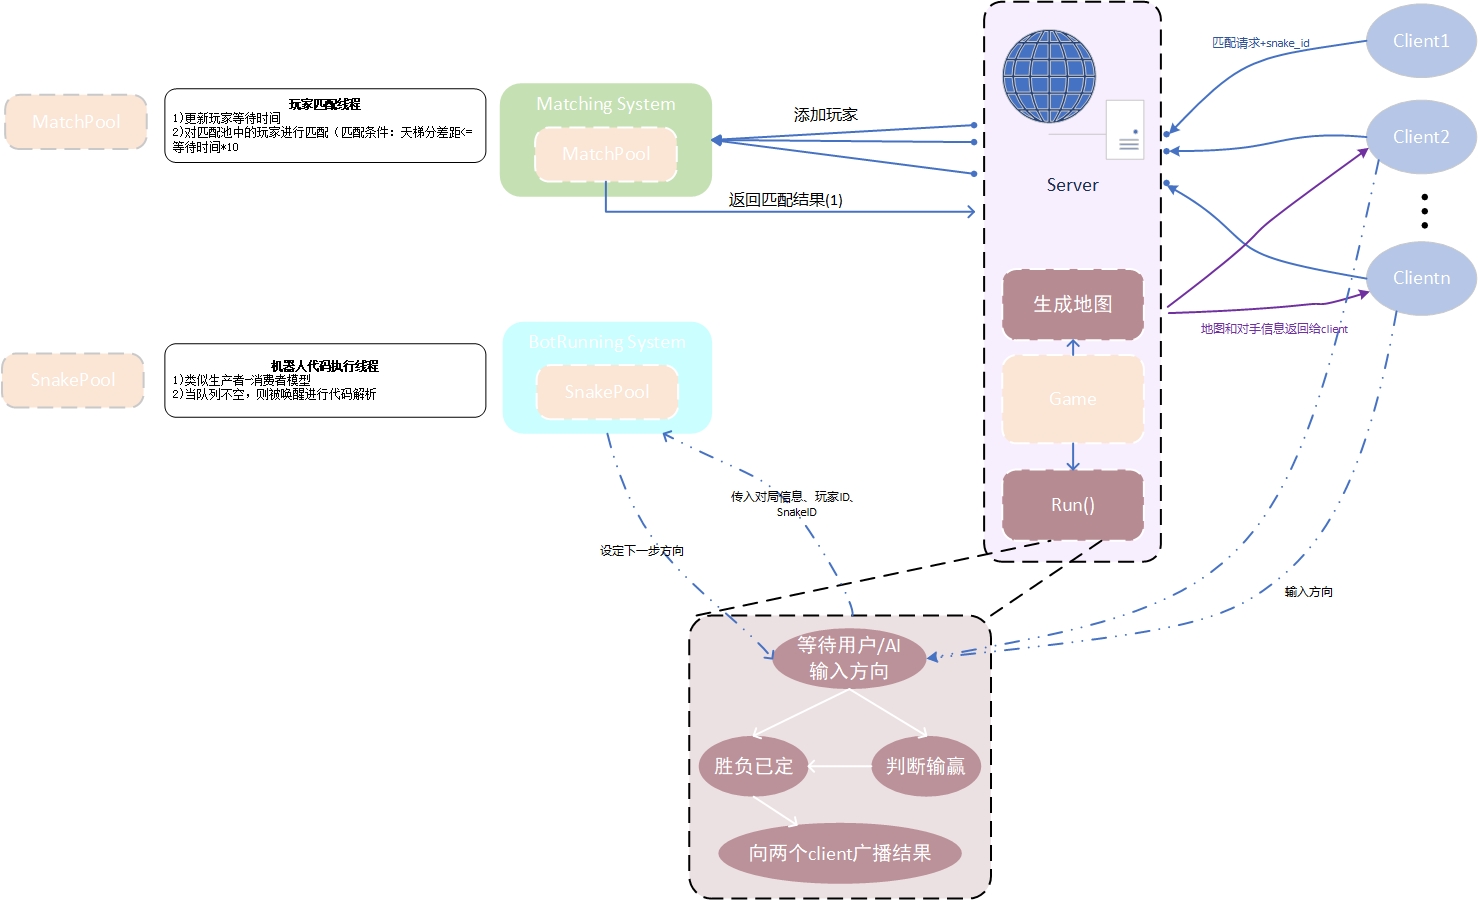 匹配请求+snake_id
Client1
MatchPool
玩家匹配线程
1)更新玩家等待时间
2)对匹配池中的玩家进行匹配（匹配条件：天梯分差距<=
等待时间*10
Matching System
MatchPool
添加玩家
返回匹配结果(1)
Server
Client2
Clientn
生成地图
地图和对手信息返回给client
SnakePool
机器人代码执行线程
1)类似生产者-消费者模型
2)当队列不空，则被唤醒进行代码解析
BotRunning System
SnakePool
Game
Run()
传入对局信息、玩家ID、
SnakeID
设定下一步方向
输入方向
等待用户/AI
输入方向
胜负已定
判断输赢
向两个client广播结果